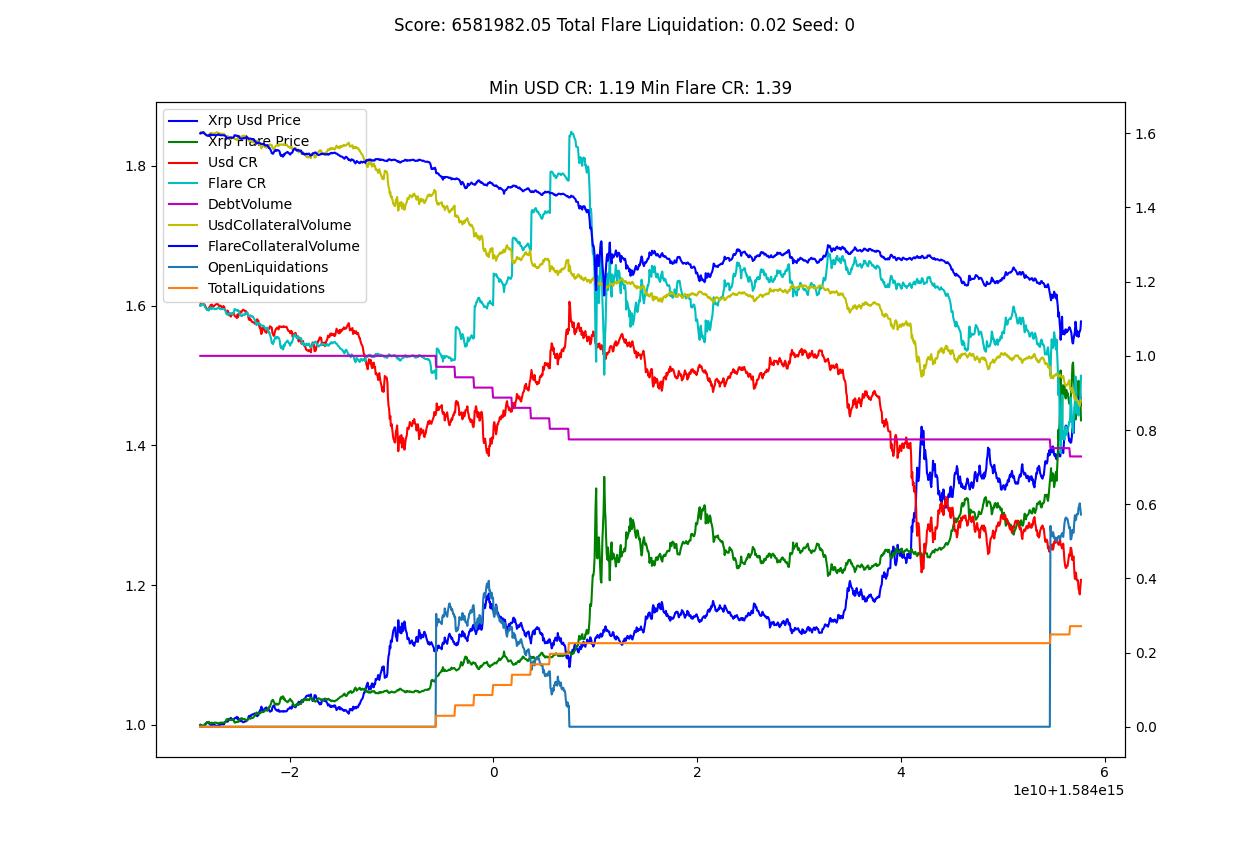 Score: 6581982.05 Total Flare Liquidation: 0.02 Seed: 0
Min USD CR: 1.19 Min Flare CR: 1.39
Xrp Usd Price
Xrp Flare Price
Usd CR
Flare CR
DebtVolume
UsdCollateralVolume
FlareCollateralVolume
OpenLiquidations
TotalLiquidations
1.8
1.6
1.4
1.2
1.0
1.6
1.4
1.2
1.0
0.8
0.6
0.4
0.2
0.0
−2 0 2 4 6
1e10+1.584e15